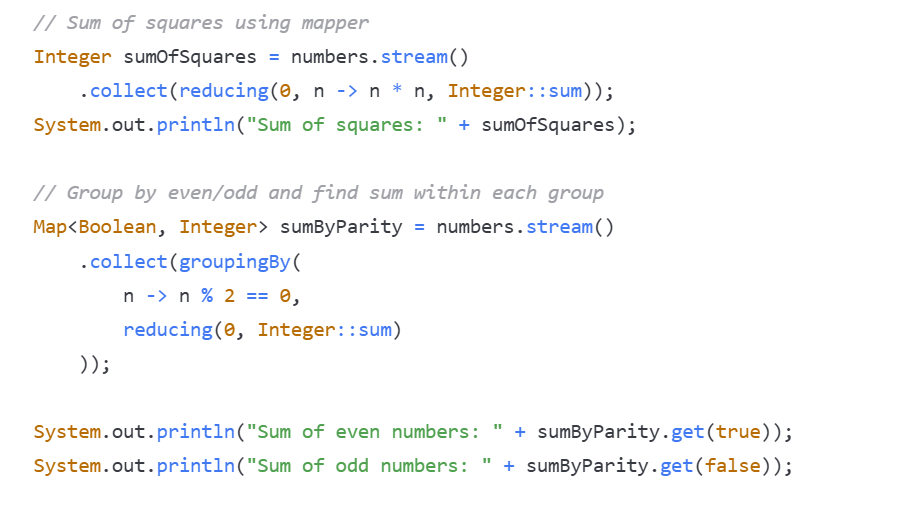 // Sum of squares using mapper
Integer sumOfSquares = numbers.stream()
    .collect(reducing(0, n -> n * n, Integer::sum));
System.out.println("Sum of squares: " + sumOfSquares);

// Group by even/odd and find sum within each group
Map<Boolean, Integer> sumByParity = numbers.stream()
    .collect(groupingBy(
        n -> n % 2 == 0,
        reducing(0, Integer::sum)
    ));

System.out.println("Sum of even numbers: " + sumByParity.get(true));
System.out.println("Sum of odd numbers: " + sumByParity.get(false));